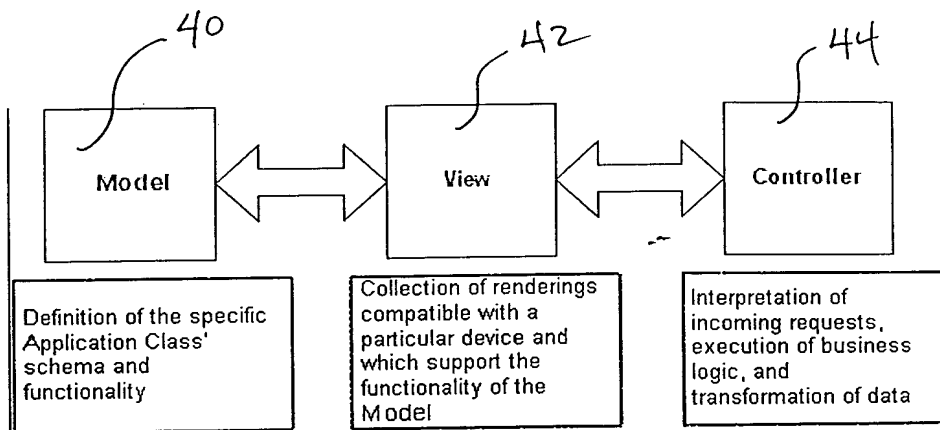 40
42
44
Model
View
Controller
Definition of the specific
Application Class'
schema and
functionality
Collection of renderings
compatible with a
particular device and
which support the
functionality of the
Model
Interpretation of
incoming requests,
execution of business
logic, and
transformation of data